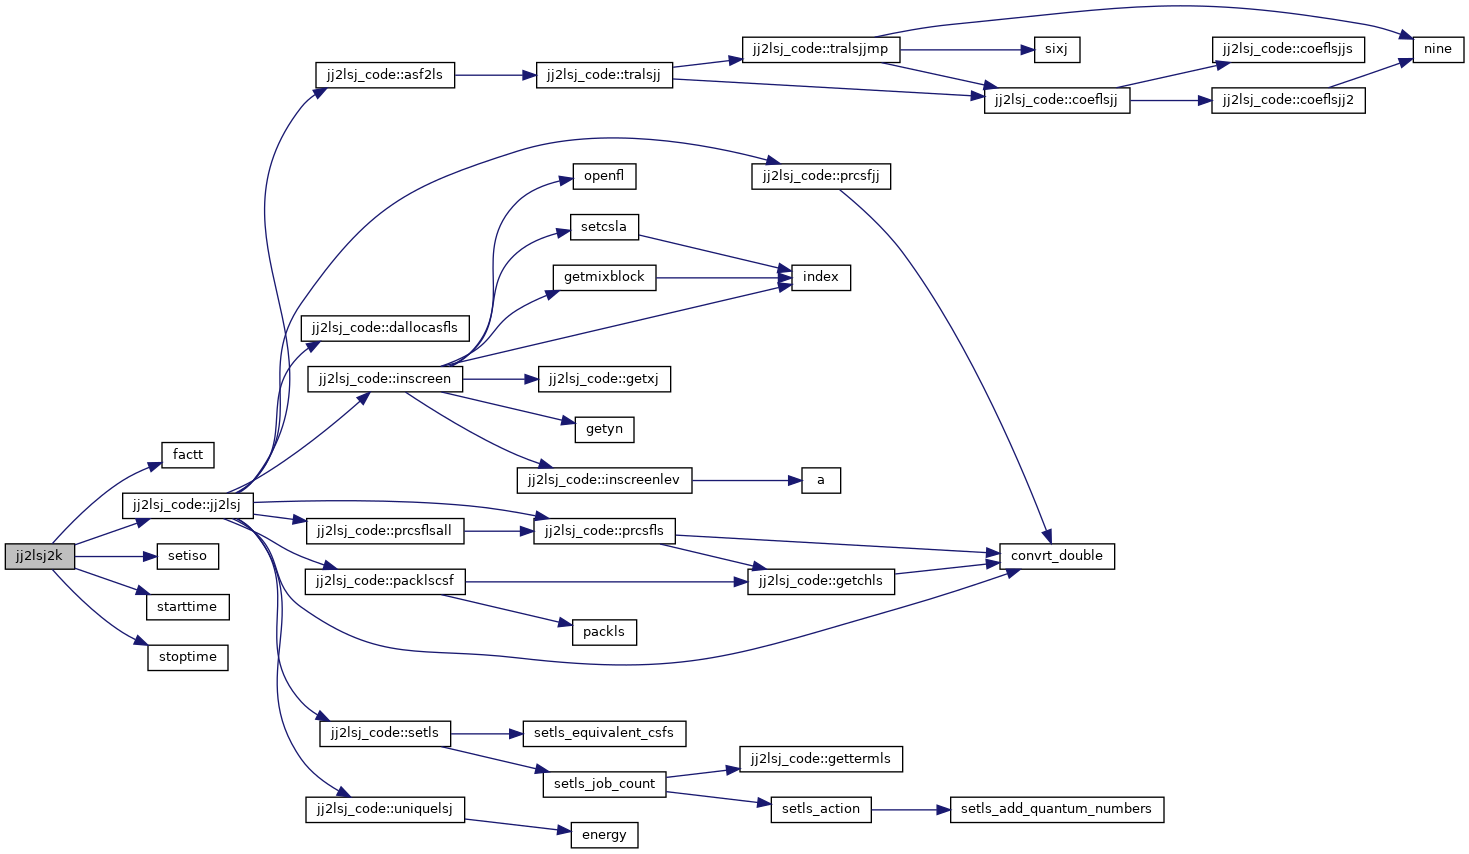 jj2lsj2k
factt
jj2lsj_code::jj2lsj
setiso
starttime
stoptime
jj2lsj_code::asf2ls
jj2lsj_code::dallocasfls
jj2lsj_code::inscreen
jj2lsj_code::prcsflsall
jj2lsj_code::packlscsf
jj2lsj_code::setls
jj2lsj_code::uniquelsj
jj2lsj_code::tralsjj
openfl
setcsla
getmixblock
jj2lsj_code::getxj
getyn
jj2lsj_code::inscreenlev
jj2lsj_code::prcsfls
packls
setls_equivalent_csfs
setls_job_count
energy
jj2lsj_code::tralsjjmp
jj2lsj_code::prcsfjj
index
a
jj2lsj_code::getchls
jj2lsj_code::gettermls
setls_action
sixj
jj2lsj_code::coeflsjj
convrt_double
setls_add_quantum_numbers
jj2lsj_code::coeflsjjs
jj2lsj_code::coeflsjj2
nine